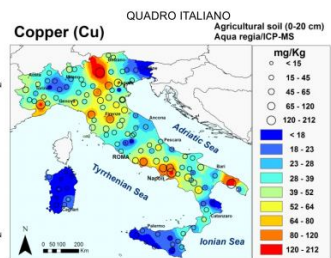 QUADRO ITALIANO
Copper (Cu)
Agricultural soil (0-20 cm)
Aqua regia/ICP-MS
mg/Kg
< 15
15 - 45
45 - 65
65 - 120
120 - 212
< 18
18 - 23
23 - 28
28 - 39
39 - 52
52 - 64
64 - 80
80 - 120
120 - 212
Ancona
Adriatic Sea
Pescara
ROMA
Bari
Napoli
Tyrrhenian Sea
Cagliari
Catanzaro
Palermo
Ionian Sea
N
0 50 100 200
Km